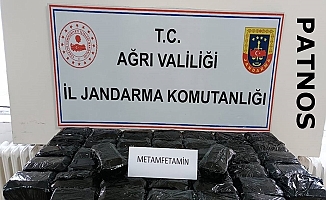 T.C.
AĞRI VALİLİĞİ
İL JANDARMA KOMUTANLIĞI
PATNOS
METAMFETAMİN